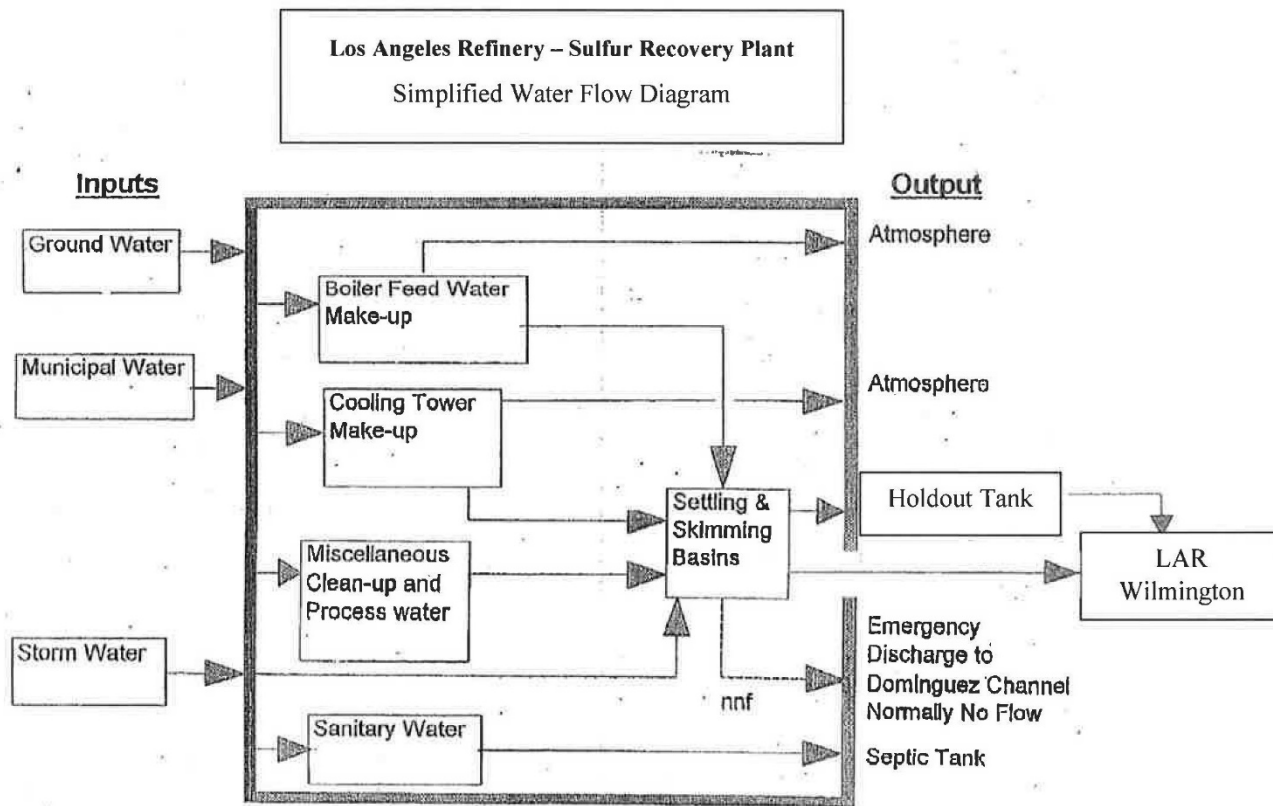 Los Angeles Refinery – Sulfur Recovery Plant
Simplified Water Flow Diagram
Inputs
Output
Ground Water
Atmosphere
Boiler Feed Water
Make-up
Municipal Water
Atmosphere
Cooling Tower
Make-up
Settling &
Skimming
Basins
Holdout Tank
LAR
Wilmington
Miscellaneous
Clean-up and
Process water
Storm Water
Emergency
Discharge to
Dominguez Channel
Normally No Flow
nnf
Sanitary Water
Septic Tank